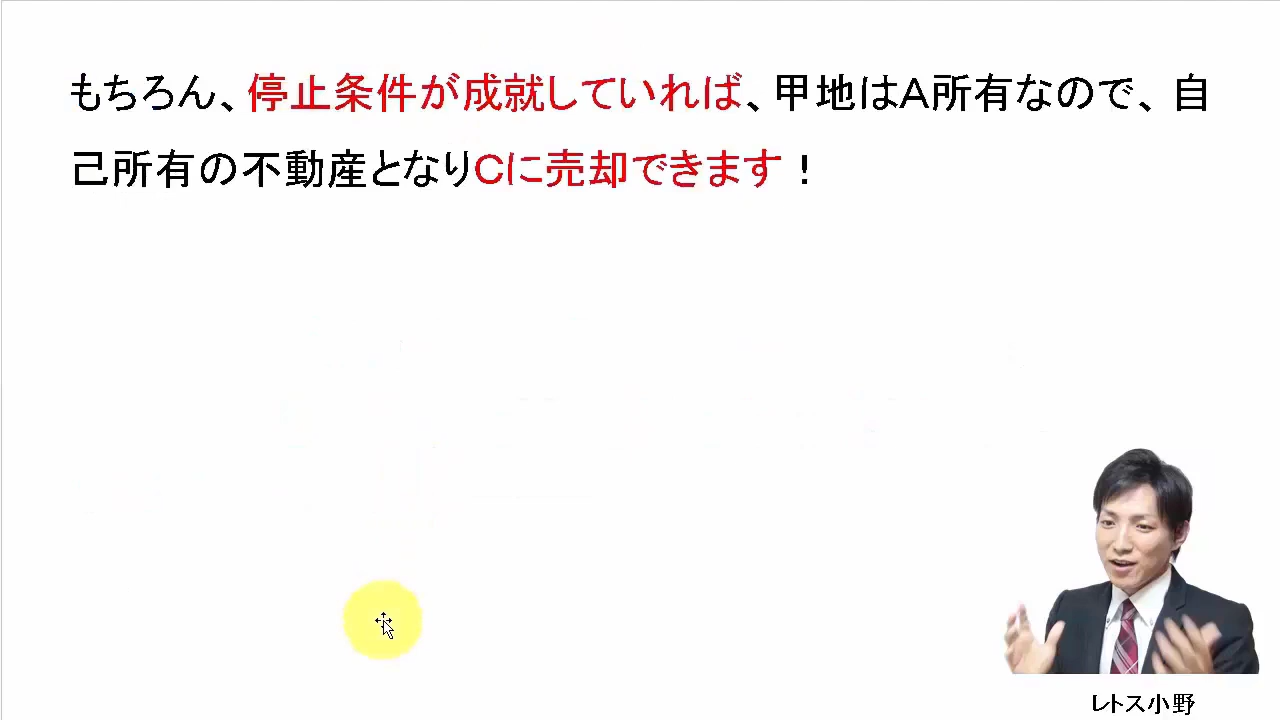 もちろん、停止条件が成就していれば、甲地はＡ所有なので、自
己所有の不動産となりＣに売却できます！
レトス小野